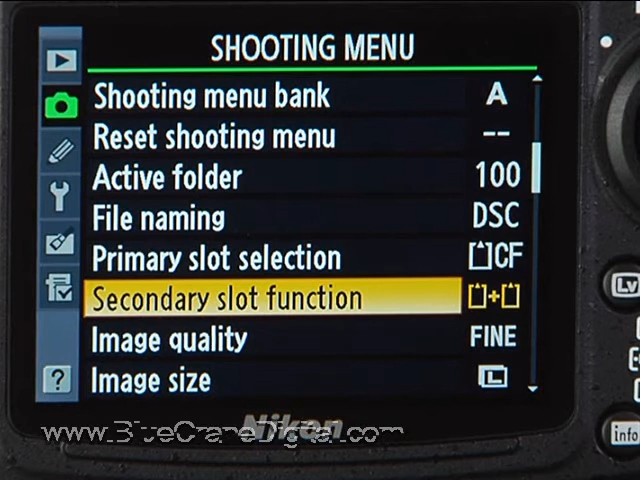 SHOOTING MENU
Shooting menu bank A
Reset shooting menu --
Active folder 100
File naming DSC
Primary slot selection CF
Secondary slot function
Image quality FINE
Image size L
?
Lv
info
Nikon
www.BlueCraneDigital.com